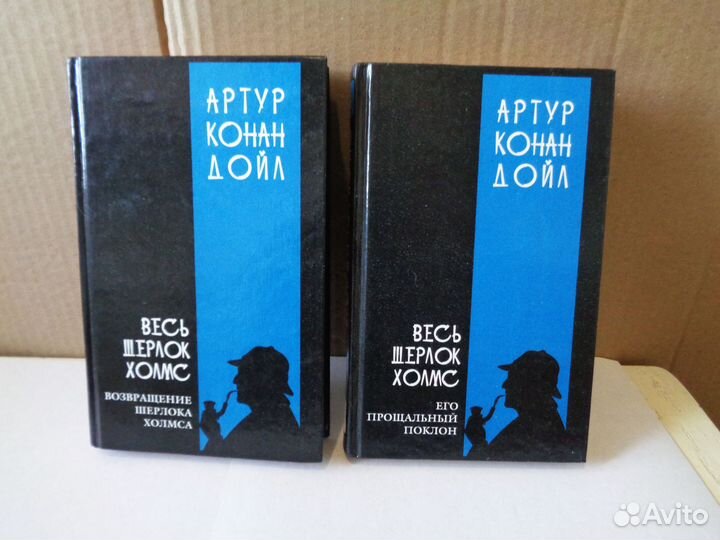 АРТУР
КОНАН
ДОЙЛ
ВЕСЬ
ШЕРЛОК
ХОЛМС
ВОЗВРАЩЕНИЕ
ШЕРЛОКА
ХОЛМСА
АРТУР
КОНАН
ДОЙЛ
ВЕСЬ
ШЕРЛОК
ХОЛМС
ЕГО
ПРОЩАЛЬНЫЙ
ПОКЛОН
Avito